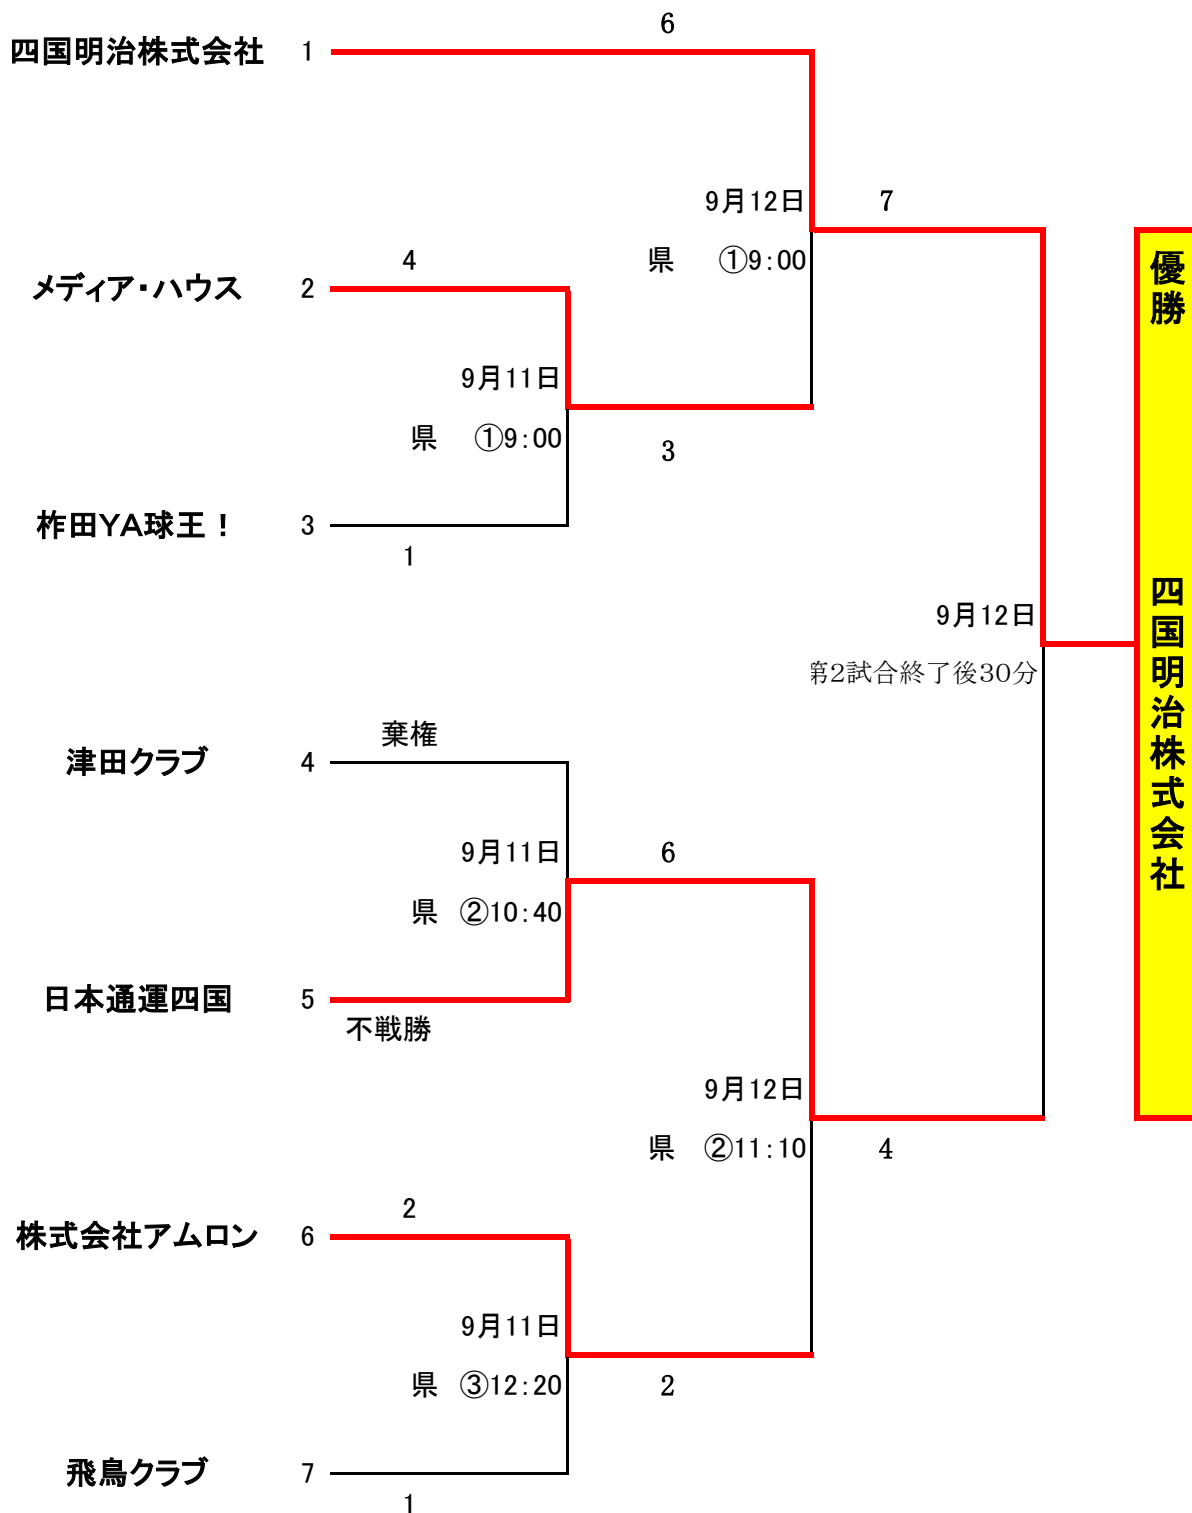 6
四国明治株式会社 1
9月12日 7
県 ①9:00
4
メディア・ハウス 2
9月11日
県 ①9:00
3
柞田YA球王！ 3
1
9月12日
第2試合終了後30分
棄権
津田クラブ 4
9月11日 6
県 ②10:40
日本通運四国 5
不戦勝
9月12日
県 ②11:10 4
2
株式会社アムロン 6
9月11日
県 ③12:20 2
飛鳥クラブ 7
1
優勝 四国明治株式会社